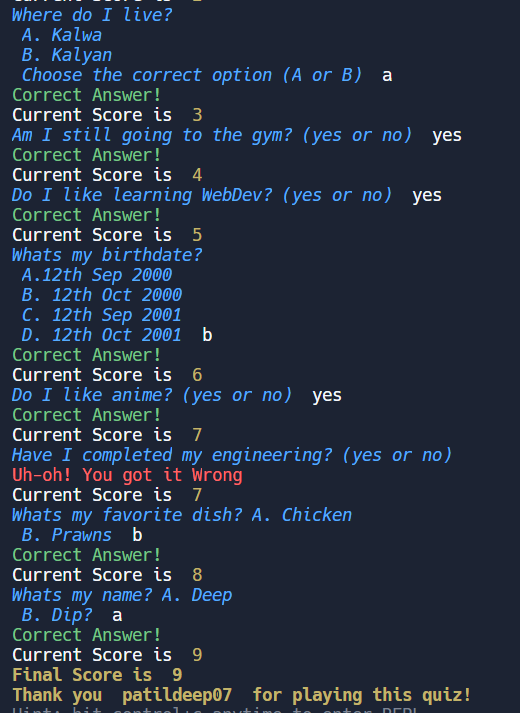 Current Score is 2
Where do I live?
A. Kalwa
B. Kalyan
Choose the correct option (A or B) a
Correct Answer!
Current Score is 3
Am I still going to the gym? (yes or no) yes
Correct Answer!
Current Score is 4
Do I like learning WebDev? (yes or no) yes
Correct Answer!
Current Score is 5
Whats my birthdate?
A.12th Sep 2000
B. 12th Oct 2000
C. 12th Sep 2001
D. 12th Oct 2001 b
Correct Answer!
Current Score is 6
Do I like anime? (yes or no) yes
Correct Answer!
Current Score is 7
Have I completed my engineering? (yes or no)
Uh-oh! You got it Wrong
Current Score is 7
Whats my favorite dish? A. Chicken
B. Prawns b
Correct Answer!
Current Score is 8
Whats my name? A. Deep
B. Dip? a
Correct Answer!
Current Score is 9
Final Score is 9
Thank you patildeep07 for playing this quiz!
Hint: hit control+c anytime to enter REPL.